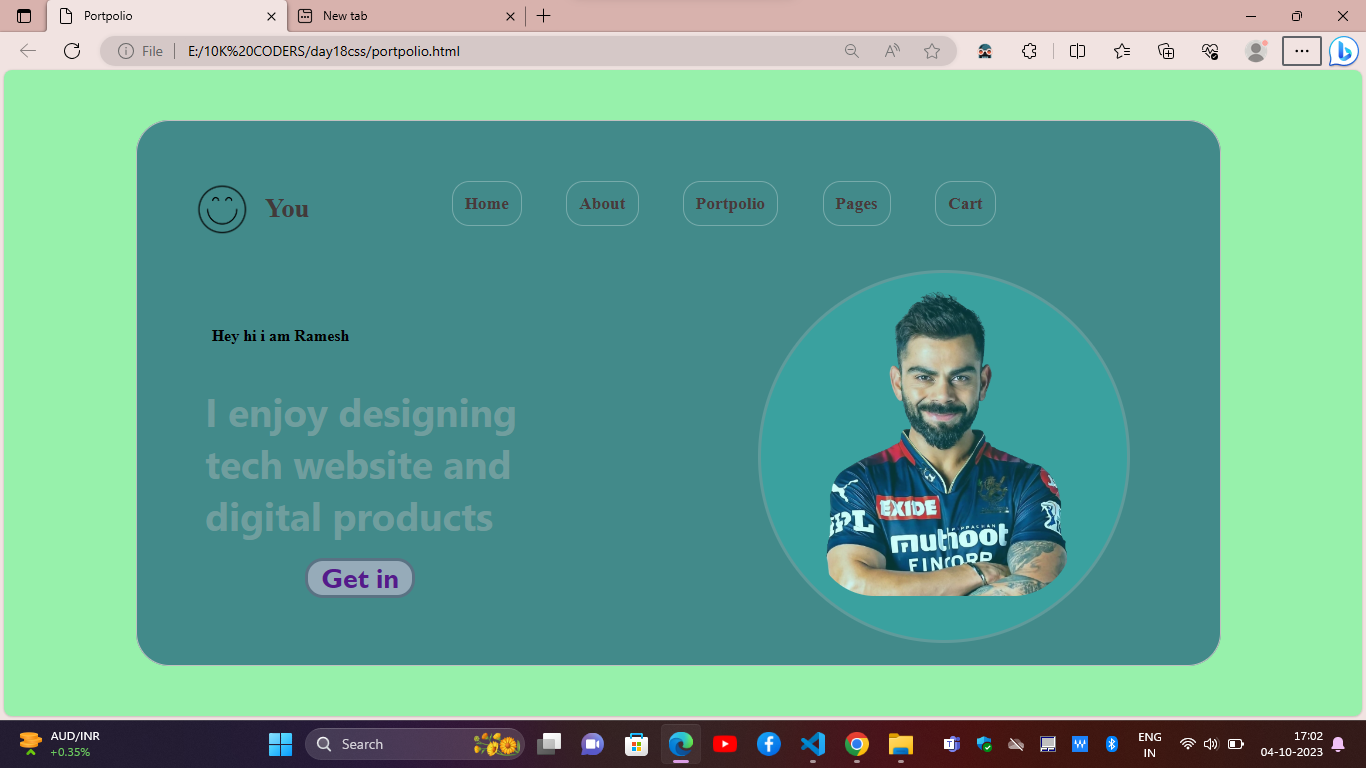 Portpolio
New tab
File
E:/10K%20CODERS/day18css/portpolio.html
You
Home
About
Portpolio
Pages
Cart
Hey hi i am Ramesh
I enjoy designing
tech website and
digital products
Get in
EXIDE
muthoot
FINCORP
AUD/INR
+0.35%
Search
ENG
IN
17:02
04-10-2023